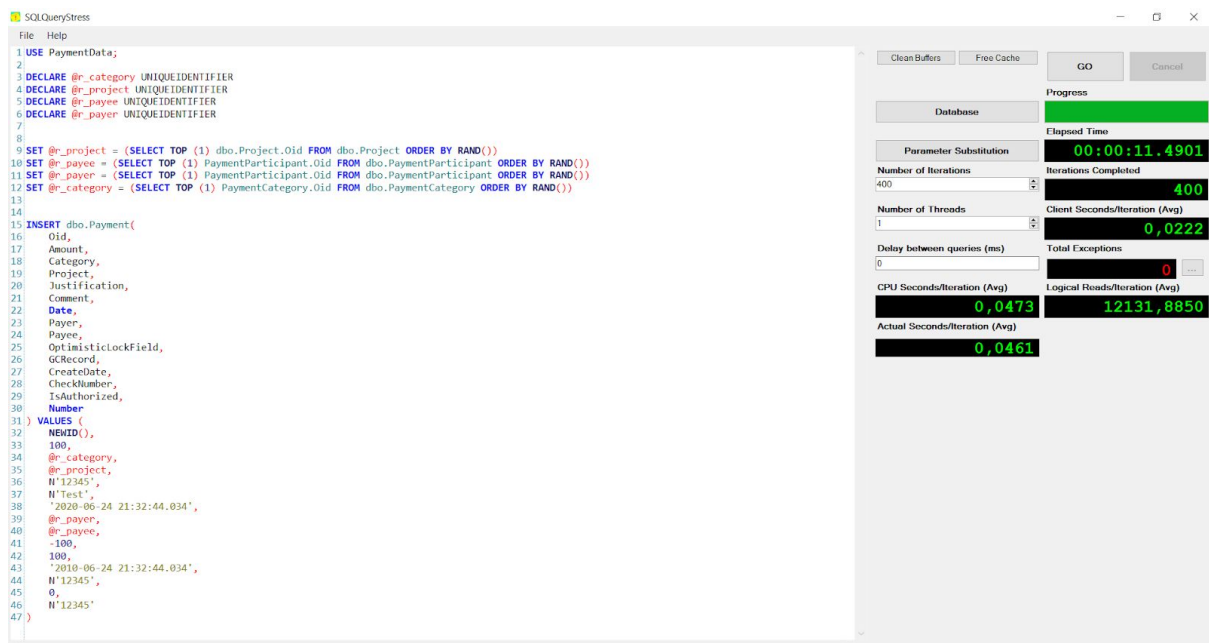 SQLQueryStress
File Help
1 USE PaymentData;
2
3 DECLARE @r_category UNIQUEIDENTIFIER
4 DECLARE @r_project UNIQUEIDENTIFIER
5 DECLARE @r_payee UNIQUEIDENTIFIER
6 DECLARE @r_payer UNIQUEIDENTIFIER
7
8
9 SET @r_project = (SELECT TOP (1) dbo.Project.Oid FROM dbo.Project ORDER BY RAND())
10 SET @r_payee = (SELECT TOP (1) PaymentParticipant.Oid FROM dbo.PaymentParticipant ORDER BY RAND())
11 SET @r_payer = (SELECT TOP (1) PaymentParticipant.Oid FROM dbo.PaymentParticipant ORDER BY RAND())
12 SET @r_category = (SELECT TOP (1) PaymentCategory.Oid FROM dbo.PaymentCategory ORDER BY RAND())
13
14
15 INSERT dbo.Payment(
16 Oid,
17 Amount,
18 Category,
19 Project,
20 Justification,
21 Comment,
22 Date,
23 Payer,
24 Payee,
25 OptimisticLockField,
26 GCRecord,
27 CreateDate,
28 CheckNumber,
29 IsAuthorized,
30 Number
31 ) VALUES (
32 NEWID(),
33 100,
34 @r_category,
35 @r_project,
36 N'12345',
37 N'Test',
38 '2020-06-24 21:32:44.034',
39 @r_payer,
40 @r_payee,
41 -100,
42 100,
43 '2010-06-24 21:32:44.034',
44 N'12345',
45 0,
46 N'12345'
47 )
Clean Buffers Free Cache
GO Cancel
Progress
Database
Elapsed Time
Parameter Substitution 00:00:11.4901
Number of Iterations Iterations Completed
400 400
Number of Threads Client Seconds/Iteration (Avg)
1 0,0222
Delay between queries (ms) Total Exceptions
0 0 ...
CPU Seconds/Iteration (Avg) Logical Reads/Iteration (Avg)
0,0473 12131,8850
Actual Seconds/Iteration (Avg)
0,0461